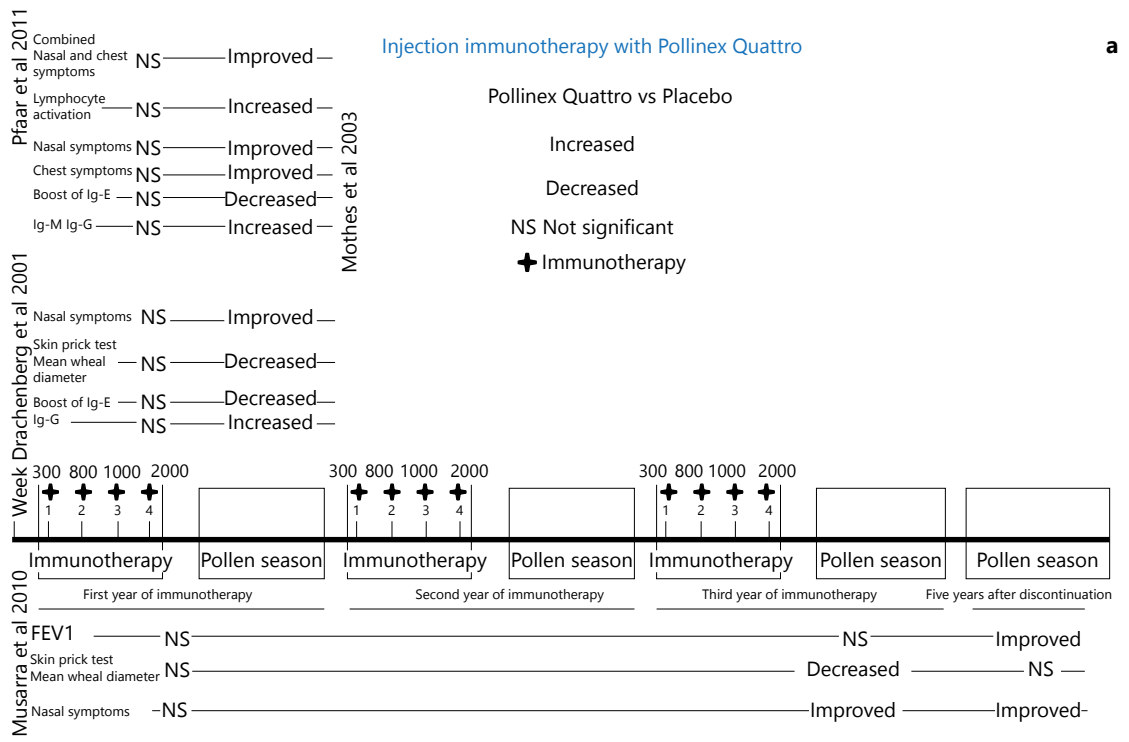 Injection immunotherapy with Pollinex Quattro
a
Pollinex Quattro vs Placebo
Increased
Decreased
NS Not significant
Immunotherapy
Pfaar et al 2011
Combined
Nasal and chest
symptoms
NS
Improved
Lymphocyte
activation
NS
Increased
Nasal symptoms
NS
Improved
Chest symptoms
NS
Improved
Boost of Ig-E
NS
Decreased
Ig-M Ig-G
NS
Increased
Mothes et al 2003
Drachenberg et al 2001
Nasal symptoms
NS
Improved
Skin prick test
Mean wheal
diameter
NS
Decreased
Boost of Ig-E
NS
Decreased
Ig-G
NS
Increased
Week
300 800 1000 2000
1 2 3 4
300 800 1000 2000
1 2 3 4
300 800 1000 2000
1 2 3 4
Immunotherapy
Pollen season
Immunotherapy
Pollen season
Immunotherapy
Pollen season
Pollen season
First year of immunotherapy
Second year of immunotherapy
Third year of immunotherapy
Five years after discontinuation
Musarra et al 2010
FEV1
NS
NS
Improved
Skin prick test
Mean wheal diameter
NS
Decreased
NS
Nasal symptoms
NS
Improved
Improved